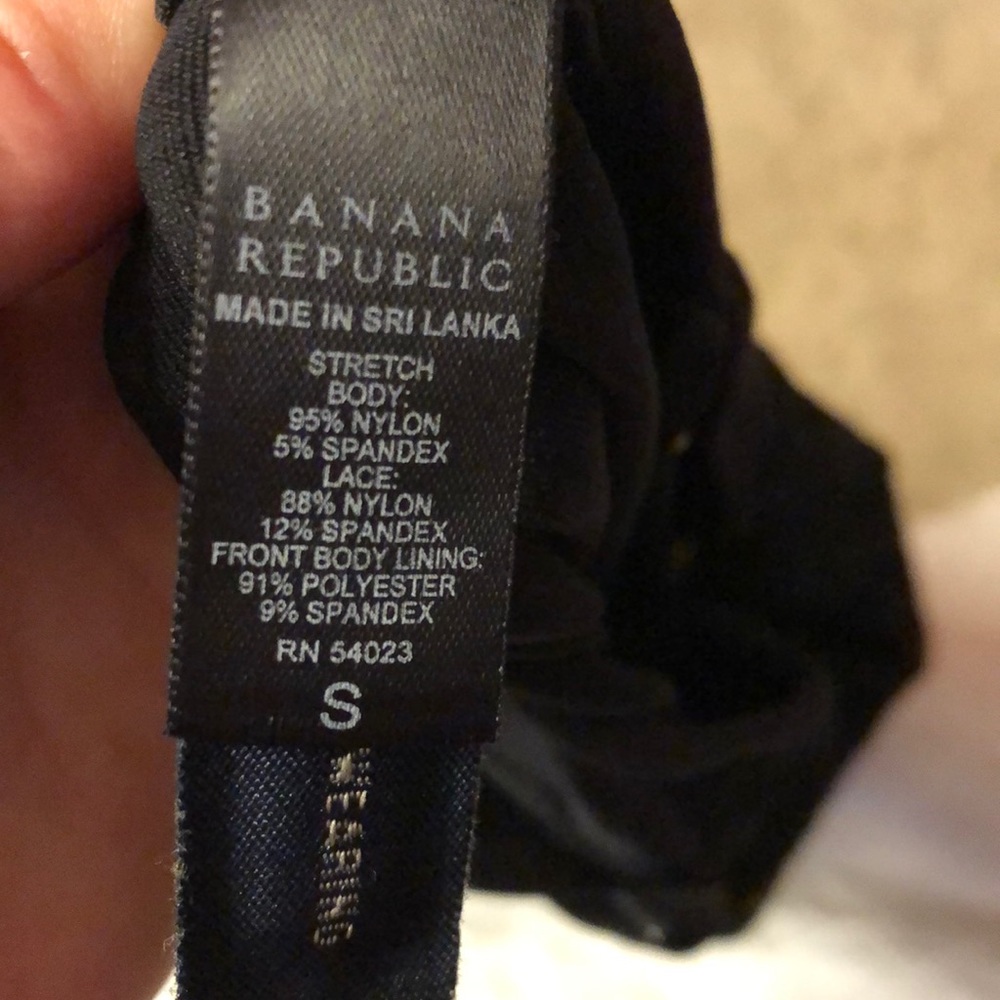 BANANA
REPUBLIC
MADE IN SRI LANKA
STRETCH
BODY:
95% NYLON
5% SPANDEX
LACE:
88% NYLON
12% SPANDEX
FRONT BODY LINING:
91% POLYESTER
9% SPANDEX
RN 54023
S